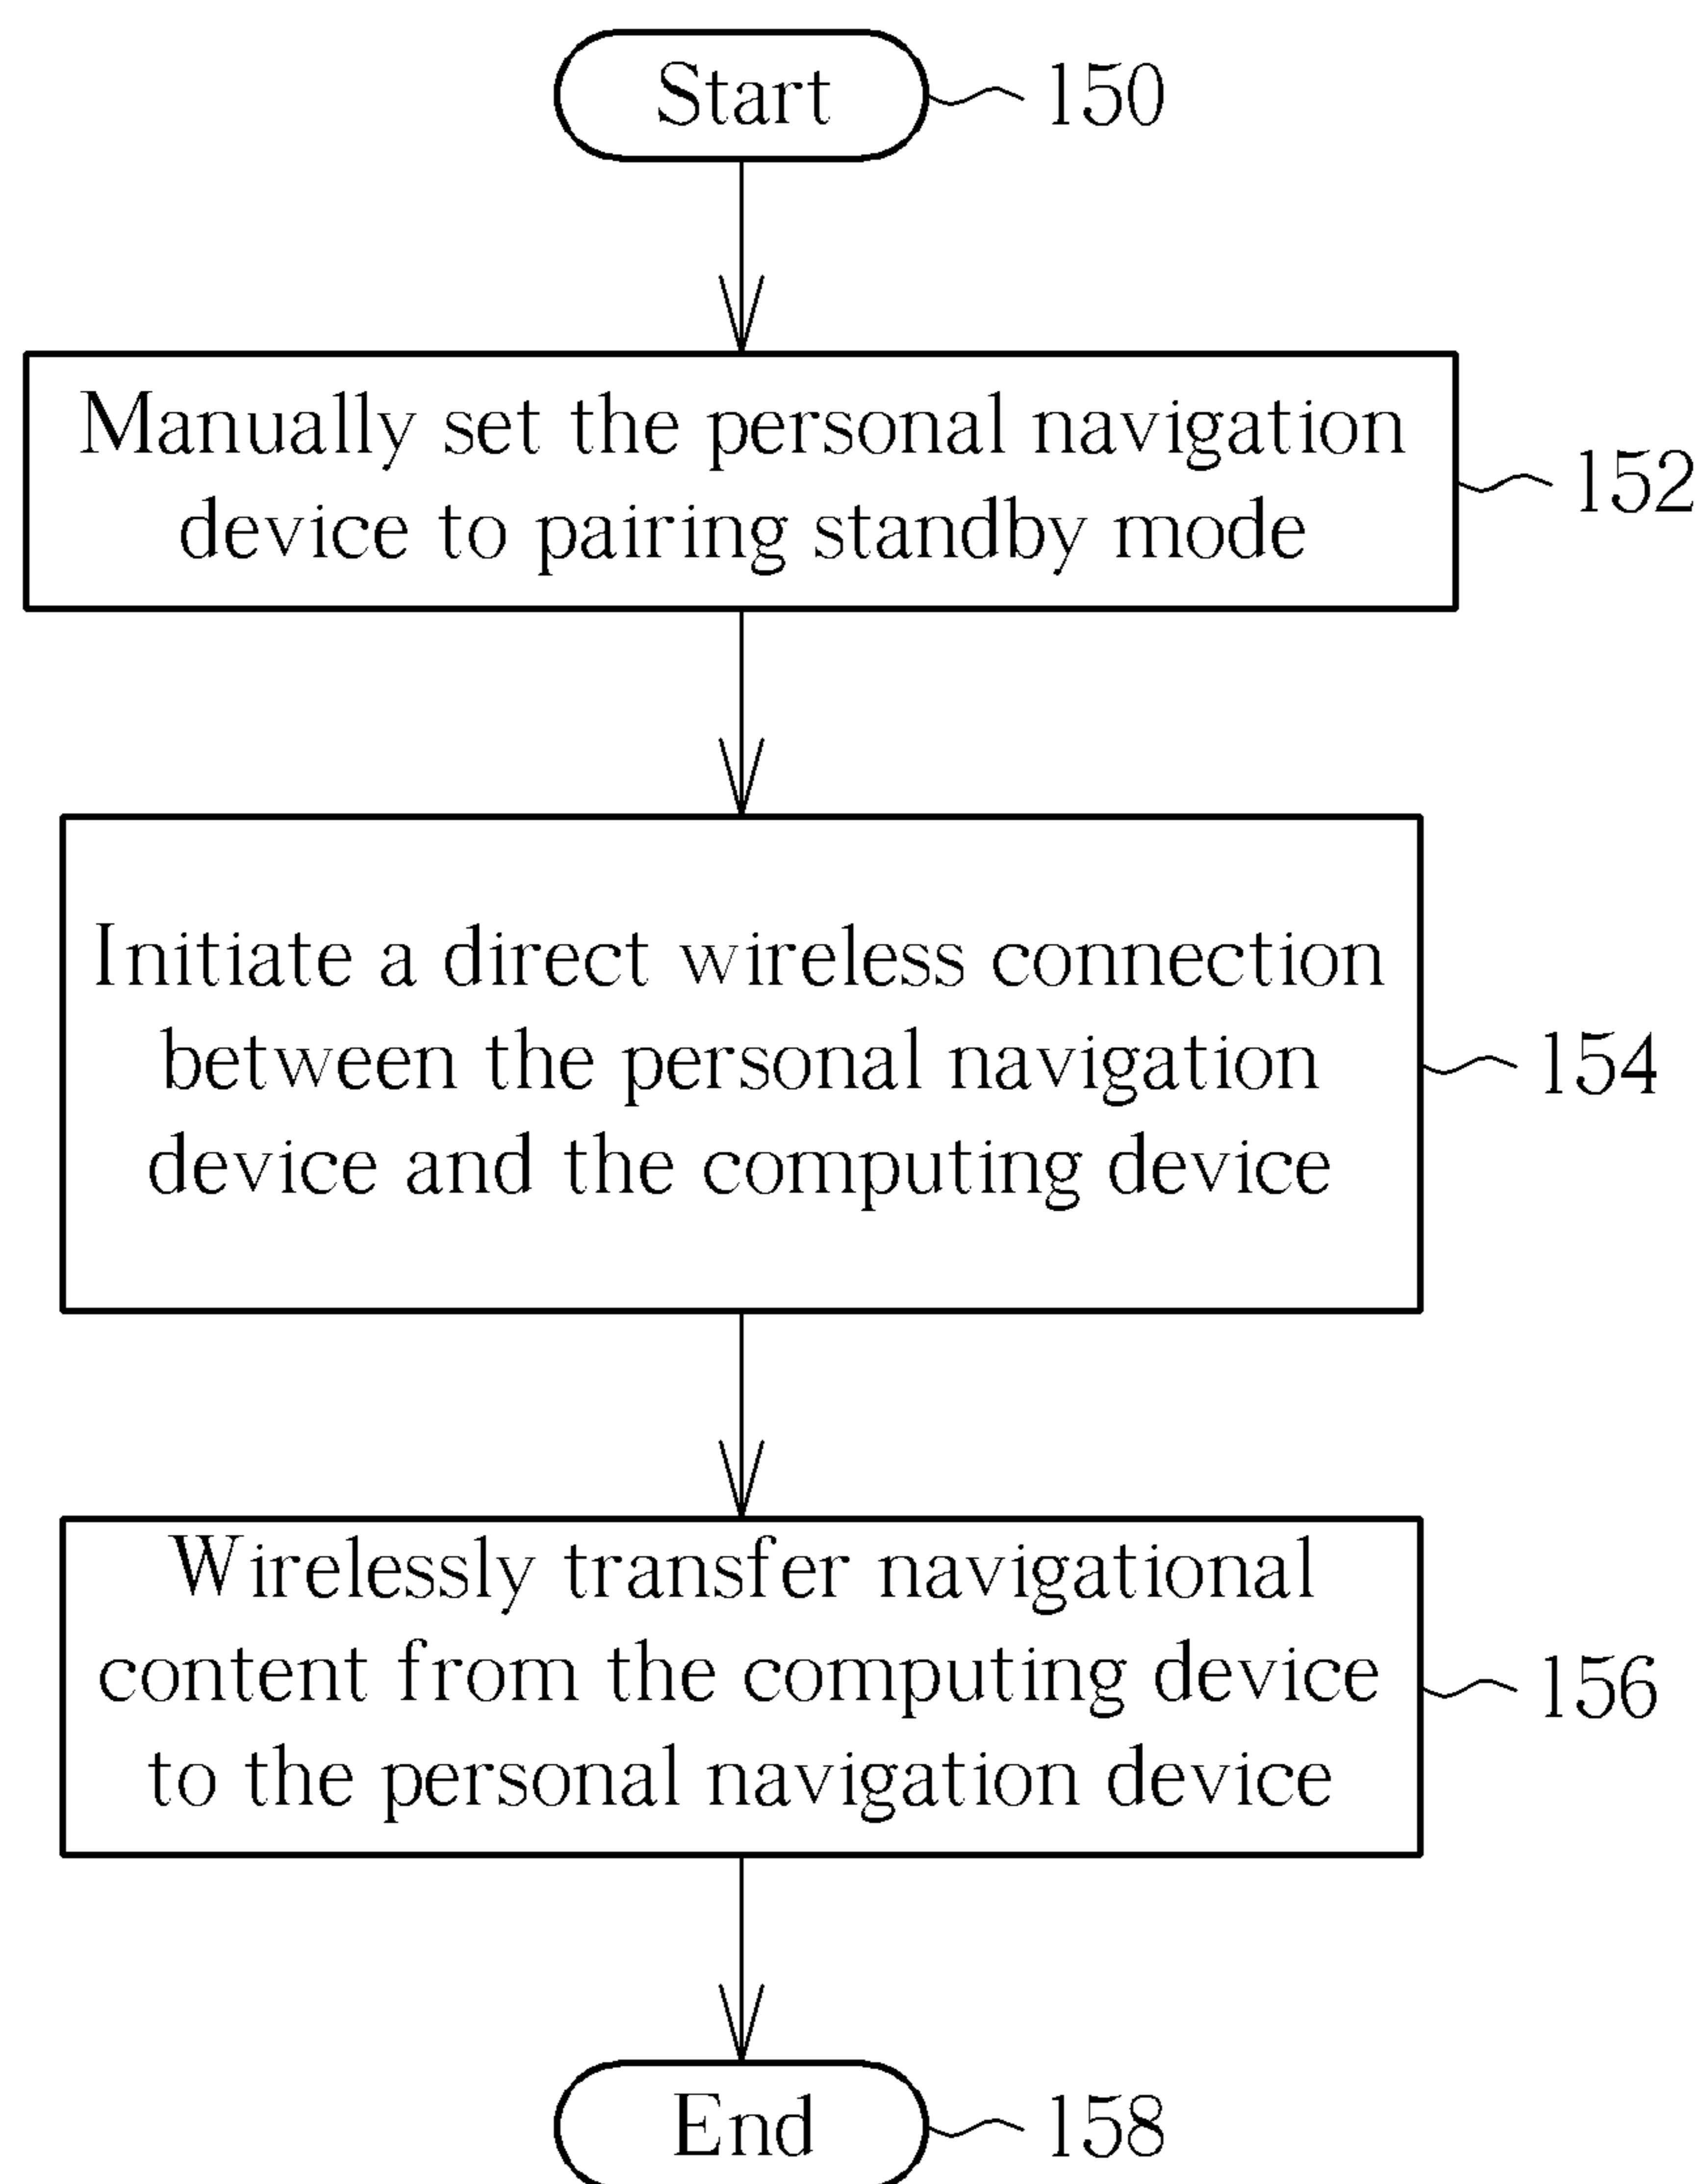 Start 150
Manually set the personal navigation
device to pairing standby mode
152
Initiate a direct wireless connection
between the personal navigation
device and the computing device
154
Wirelessly transfer navigational
content from the computing device
to the personal navigation device
156
End 158